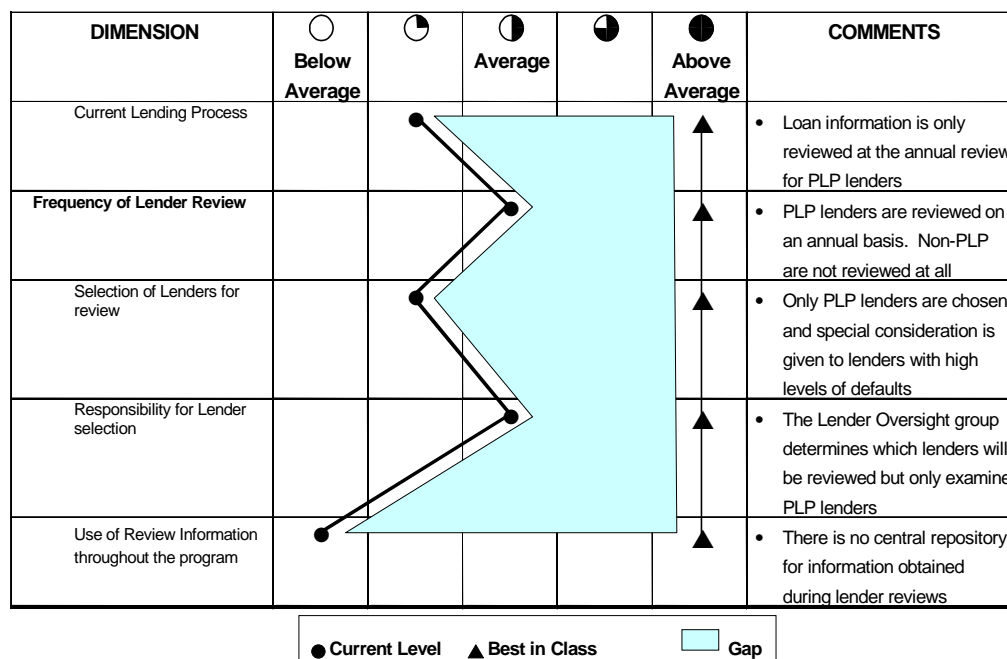 DIMENSION
Below
Average
Average
Above
Average
COMMENTS
Current Lending Process
• Loan information is only
reviewed at the annual review
for PLP lenders
Frequency of Lender Review
• PLP lenders are reviewed on
an annual basis. Non-PLP
are not reviewed at all
Selection of Lenders for
review
• Only PLP lenders are chosen
and special consideration is
given to lenders with high
levels of defaults
Responsibility for Lender
selection
• The Lender Oversight group
determines which lenders will
be reviewed but only examine
PLP lenders
Use of Review Information
throughout the program
• There is no central repository
for information obtained
during lender reviews
Current Level Best in Class Gap